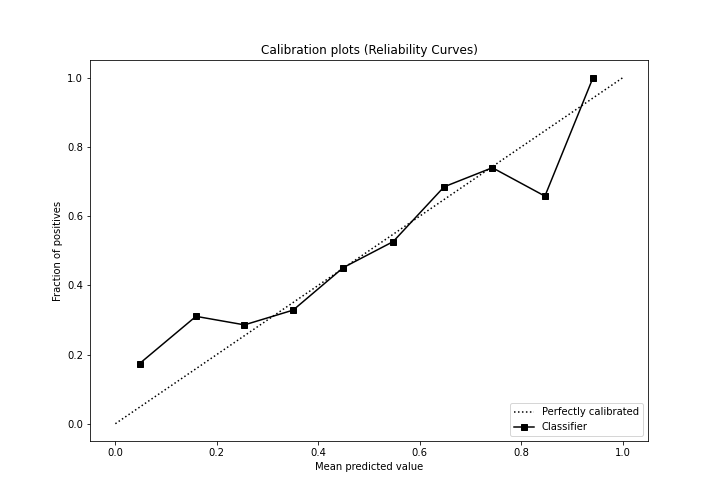 Calibration plots (Reliability Curves)
1.0
0.8
0.6
0.4
0.2
0.0
Fraction of positives
0.0 0.2 0.4 0.6 0.8 1.0
Mean predicted value
Perfectly calibrated
Classifier